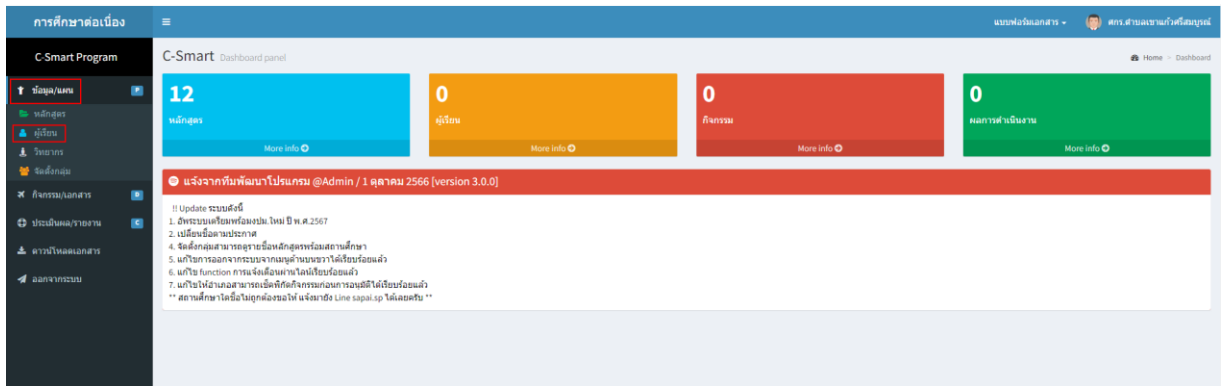 การศึกษาต่อเนื่อง
แบบฟอร์มเอกสาร
ศกร.ตำบลเขาแก้วศรีสมบูรณ์
C-Smart Program
C-Smart Dashboard panel
Home > Dashboard
ข้อมูล/แผน P
หลักสูตร
ผู้เรียน
วิทยากร
จัดตั้งกลุ่ม
กิจกรรม/เอกสาร D
ประเมินผล/รายงาน C
ดาวน์โหลดเอกสาร
ออกจากระบบ
12
หลักสูตร
More info
0
ผู้เรียน
More info
0
กิจกรรม
More info
0
ผลการดำเนินงาน
More info
แจ้งจากทีมพัฒนาโปรแกรม @Admin / 1 ตุลาคม 2566 [version 3.0.0]
!! Update ระบบดังนี้
1. อัพระบบเตรียมพร้อมงปม.ใหม่ ปี พ.ศ.2567
2. เปลี่ยนชื่อตามประกาศ
4. จัดตั้งกลุ่มสามารถดูรายชื่อหลักสูตรพร้อมสถานศึกษา
5. แก้ไขการออกจากระบบจากเมนูด้านบนขวาได้เรียบร้อยแล้ว
6. แก้ไข function การแจ้งเตือนผ่านไลน์เรียบร้อยแล้ว
7. แก้ไขให้อำเภอสามารถเช็คพิกัดกิจกรรมก่อนการอนุมัติได้เรียบร้อยแล้ว
** สถานศึกษาใดชื่อไม่ถูกต้องขอให้ แจ้งมายัง Line sapai.sp ได้เลยครับ **